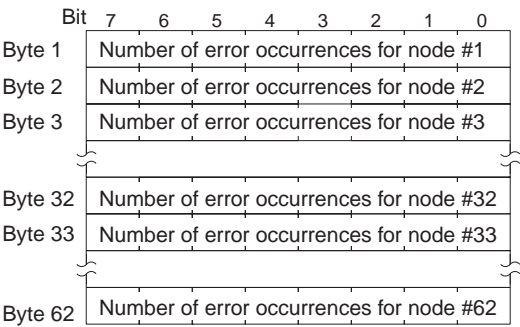 Bit 7 6 5 4 3 2 1 0
Byte 1 Number of error occurrences for node #1
Byte 2 Number of error occurrences for node #2
Byte 3 Number of error occurrences for node #3
Byte 32 Number of error occurrences for node #32
Byte 33 Number of error occurrences for node #33
Byte 62 Number of error occurrences for node #62